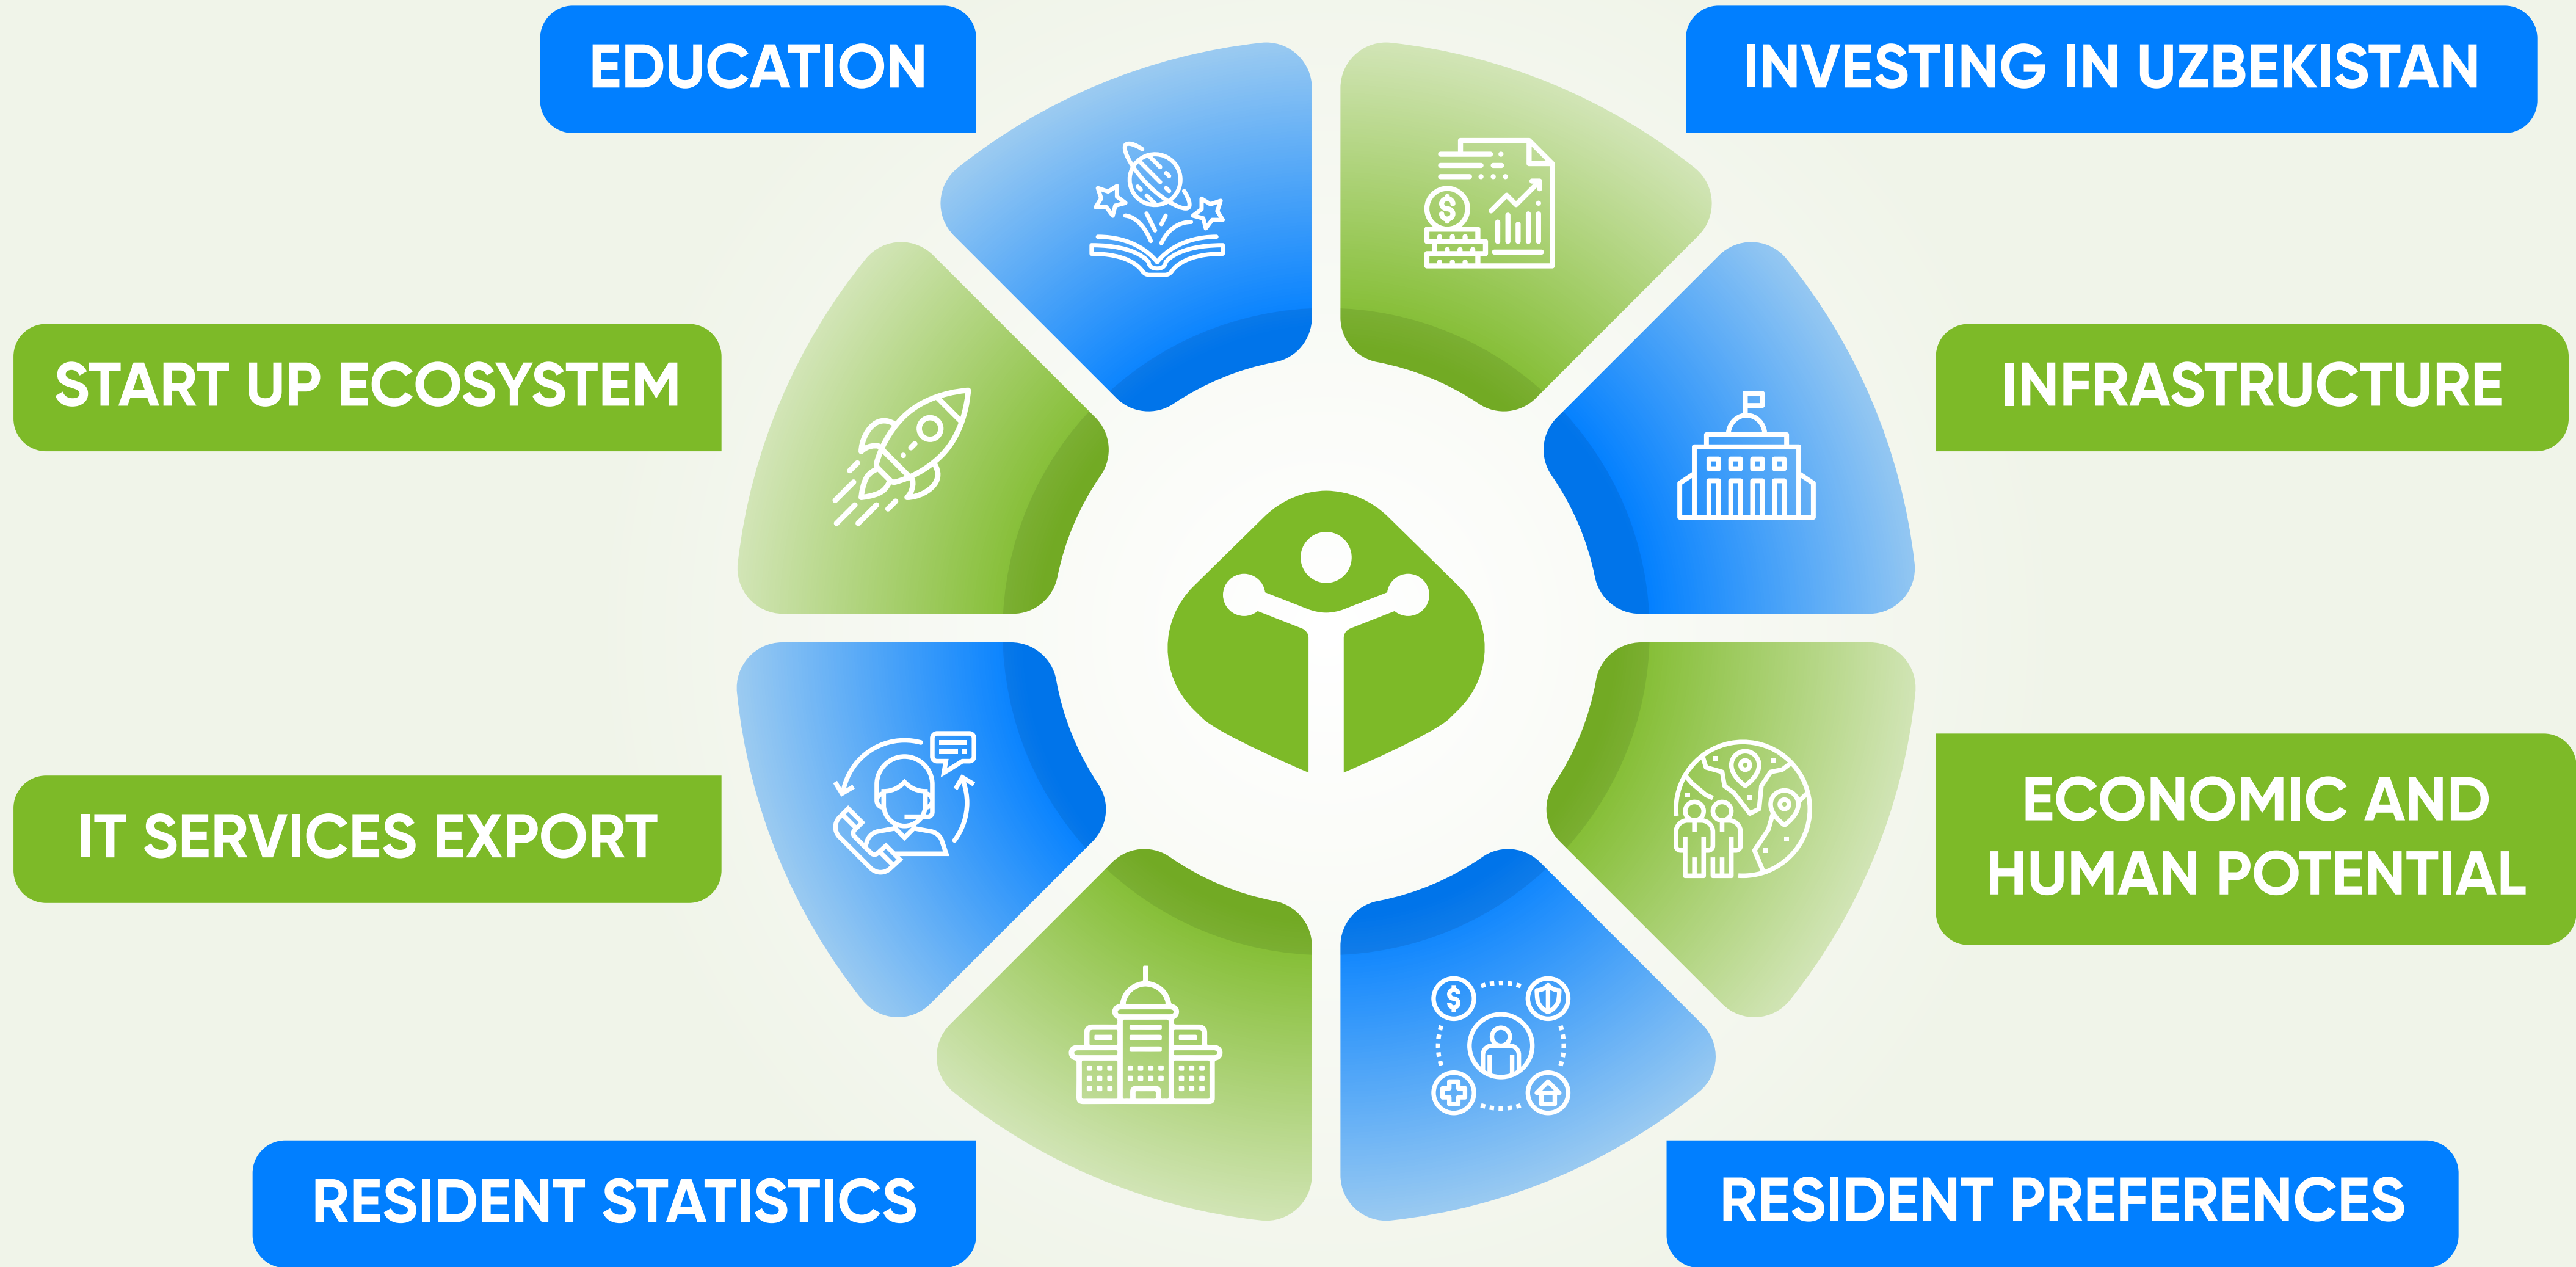 EDUCATION
INVESTING IN UZBEKISTAN
START UP ECOSYSTEM
INFRASTRUCTURE
IT SERVICES EXPORT
ECONOMIC AND
HUMAN POTENTIAL
RESIDENT STATISTICS
RESIDENT PREFERENCES